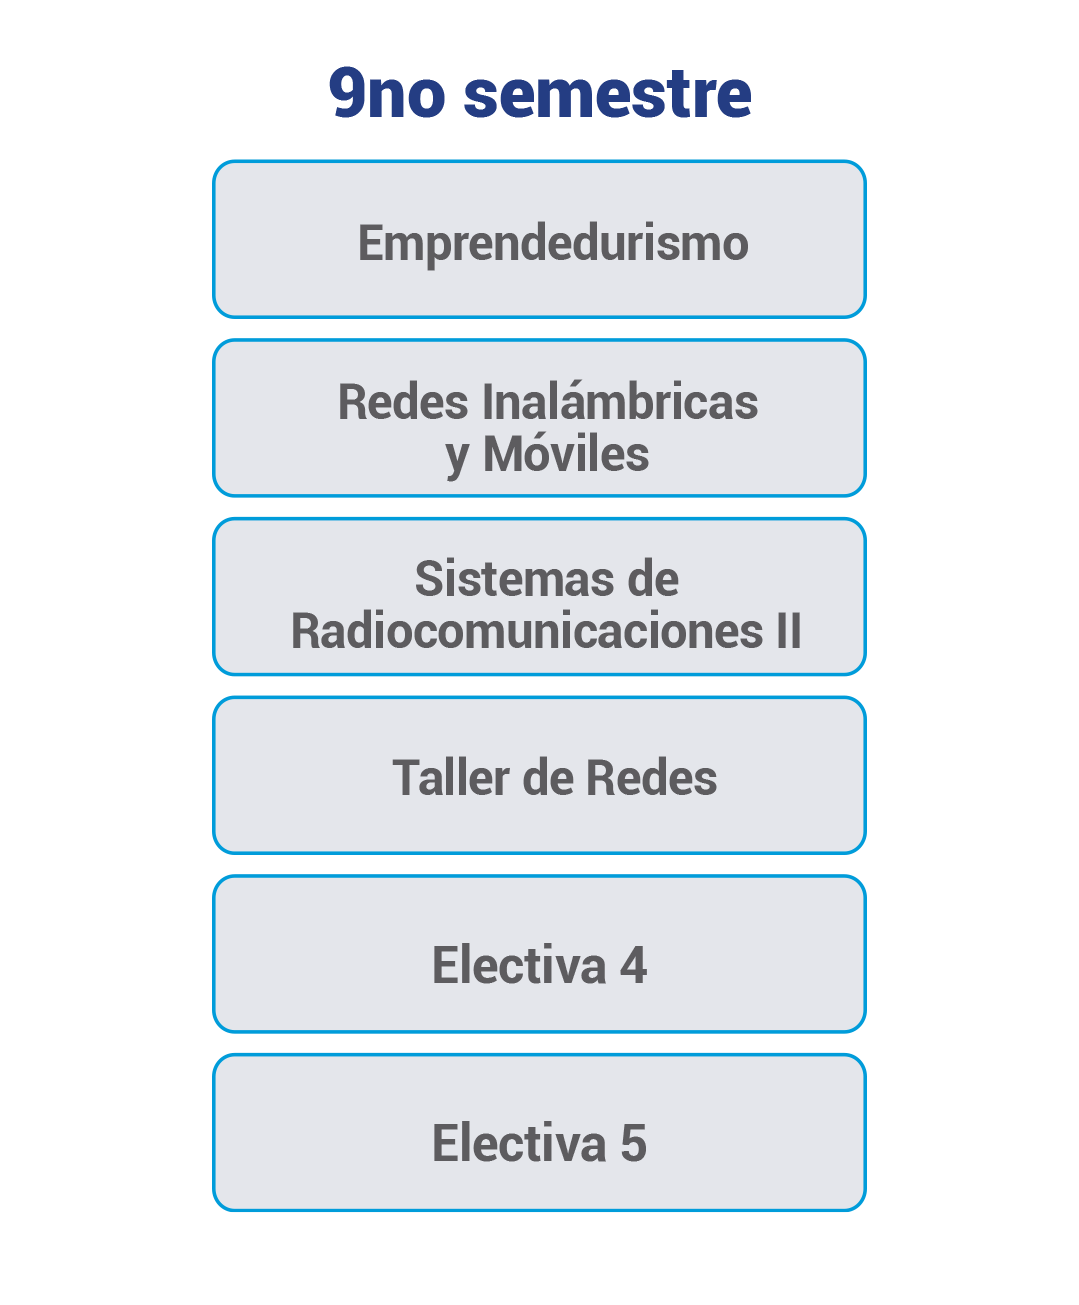 9no semestre
Emprendedurismo
Redes Inalámbricas
y Móviles
Sistemas de
Radiocomunicaciones II
Taller de Redes
Electiva 4
Electiva 5